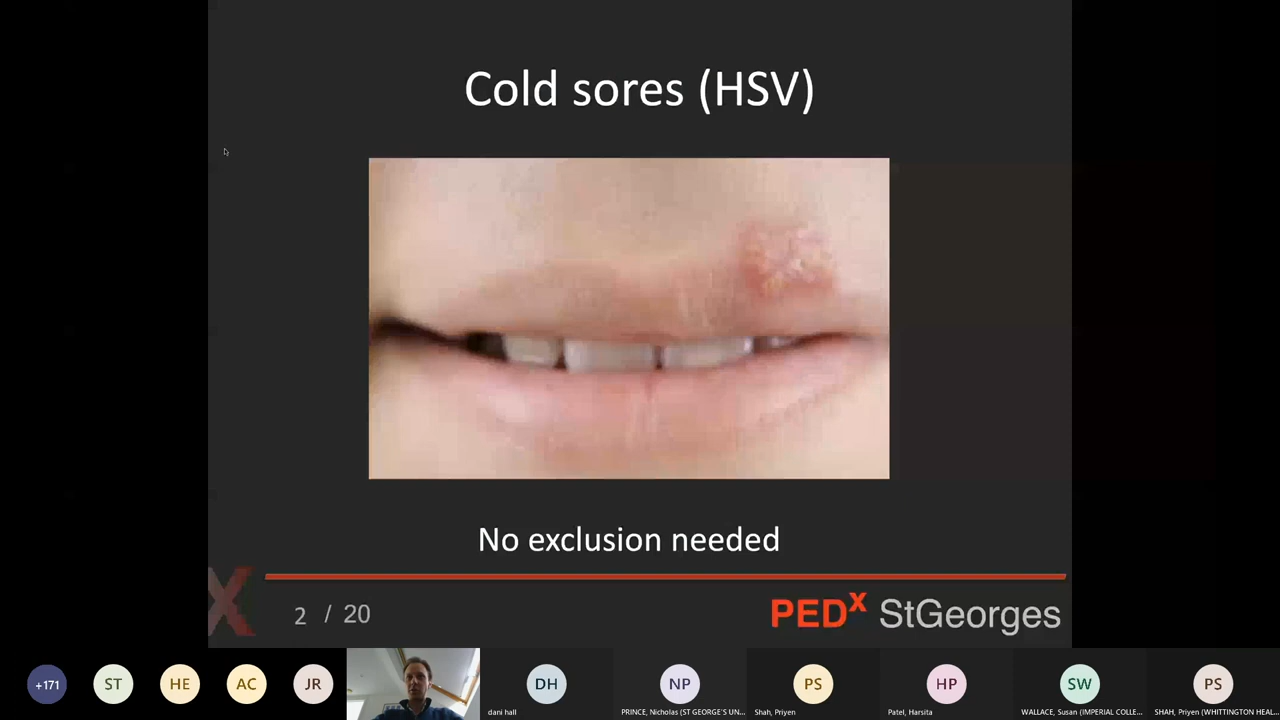 Cold sores (HSV)
No exclusion needed
X
2 / 20
PEDX StGeorges
+171
ST
HE
AC
JR
DH
NP
PS
HP
SW
PS
dani hall
PRINCE, Nicholas (ST GEORGE'S UN...
Shah, Priyen
Patel, Harsita
WALLACE, Susan (IMPERIAL COLLE...
SHAH, Priyen (WHITTINGTON HEAL...